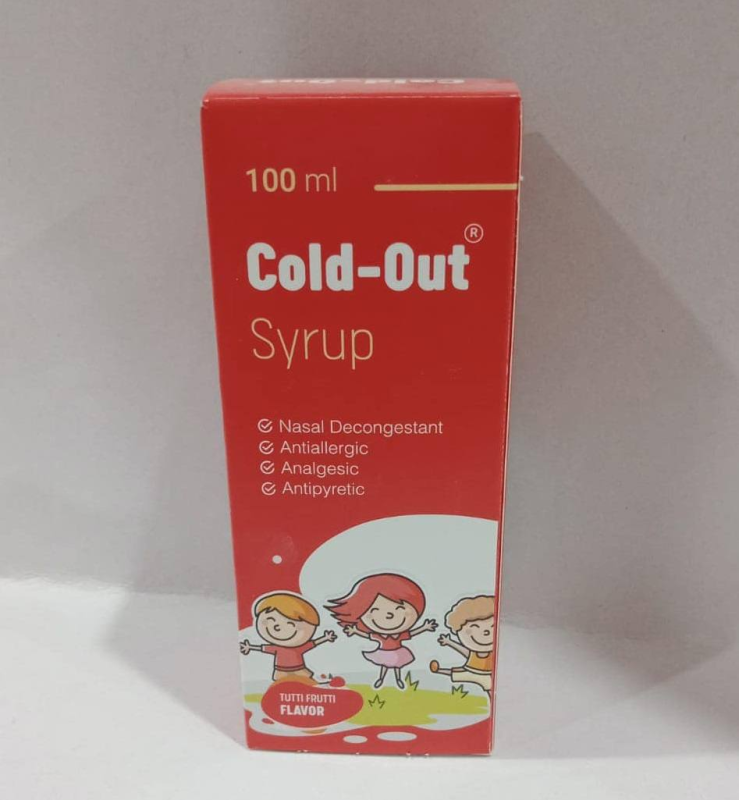 100 ml
Cold-Out®
Syrup
Nasal Decongestant
Antiallergic
Analgesic
Antipyretic
TUTTI FRUTTI
FLAVOR